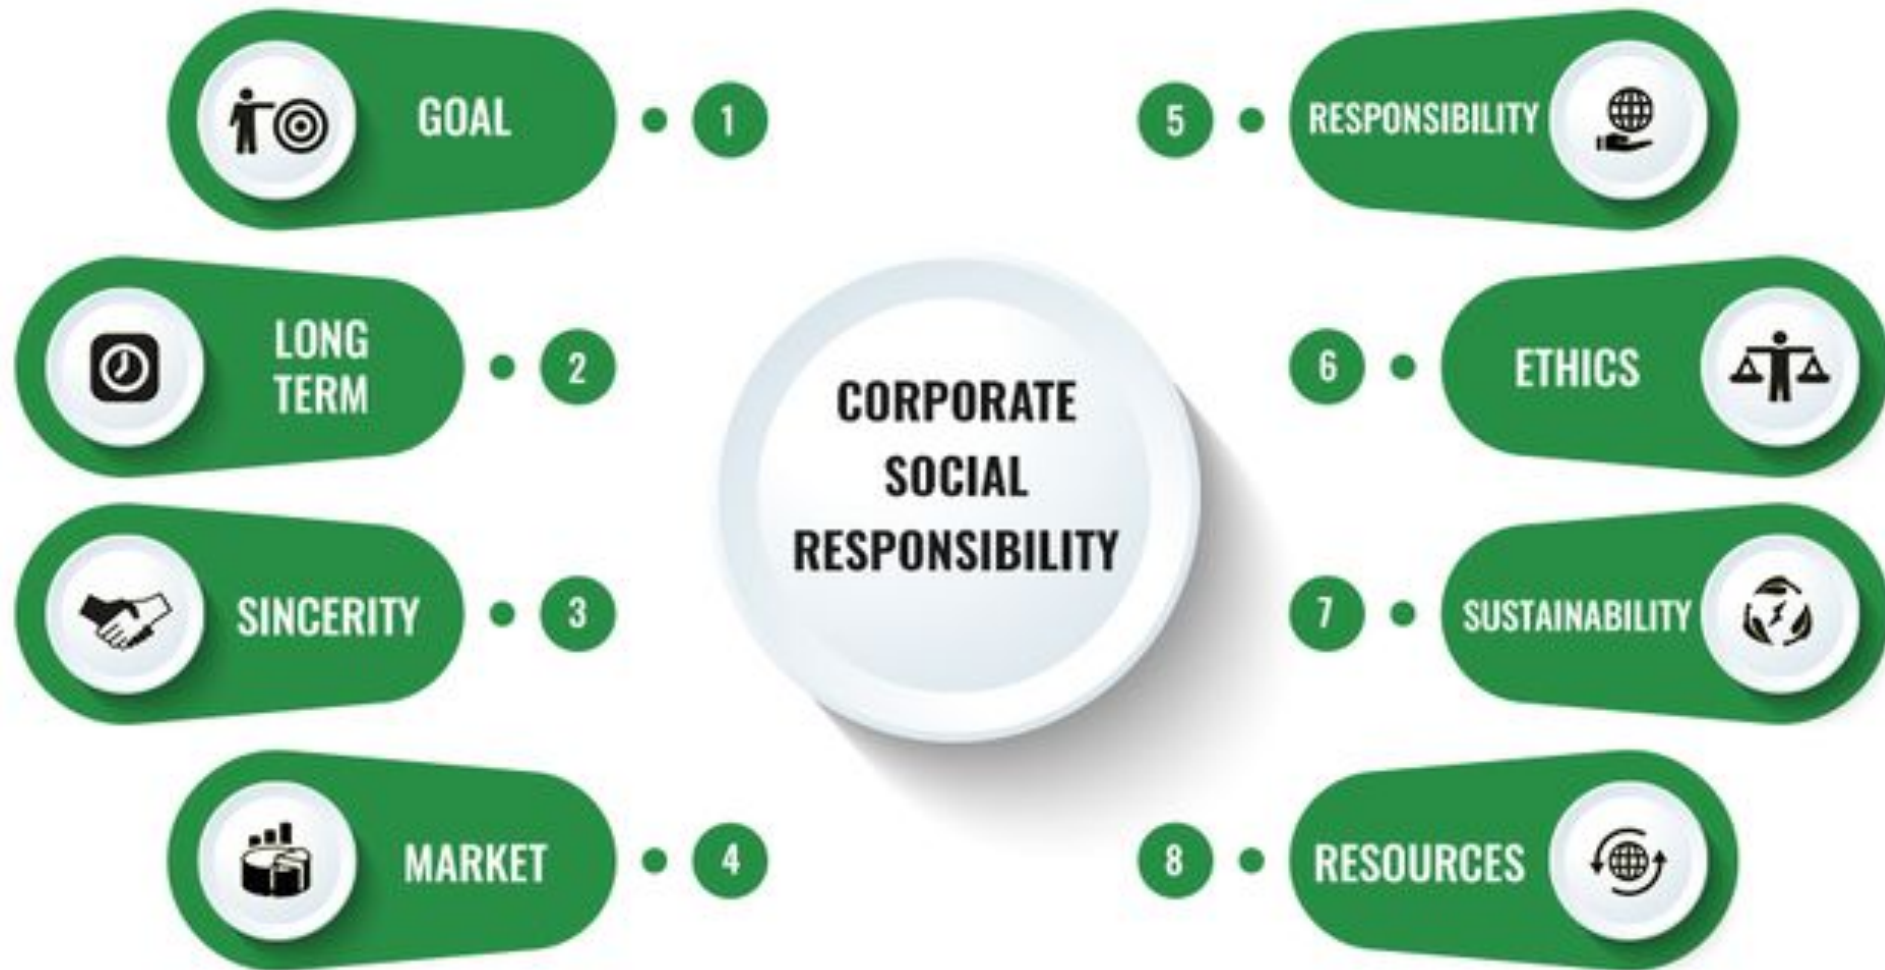 GOAL
1
LONG
TERM
2
SINCERITY
3
MARKET
4
CORPORATE
SOCIAL
RESPONSIBILITY
5
RESPONSIBILITY
6
ETHICS
7
SUSTAINABILITY
8
RESOURCES